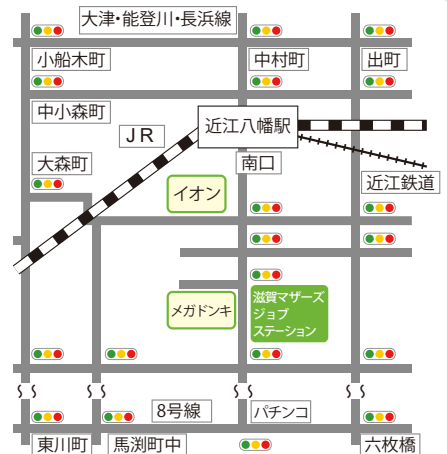 大津・能登川・長浜線
小船木町
中村町
出町
中小森町
近江八幡駅
JR
大森町
南口
イオン
近江鉄道
メガドンキ
滋賀マザーズ
ジョブ
ステーション
8号線
パチンコ
東川町
馬渕町中
六枚橋